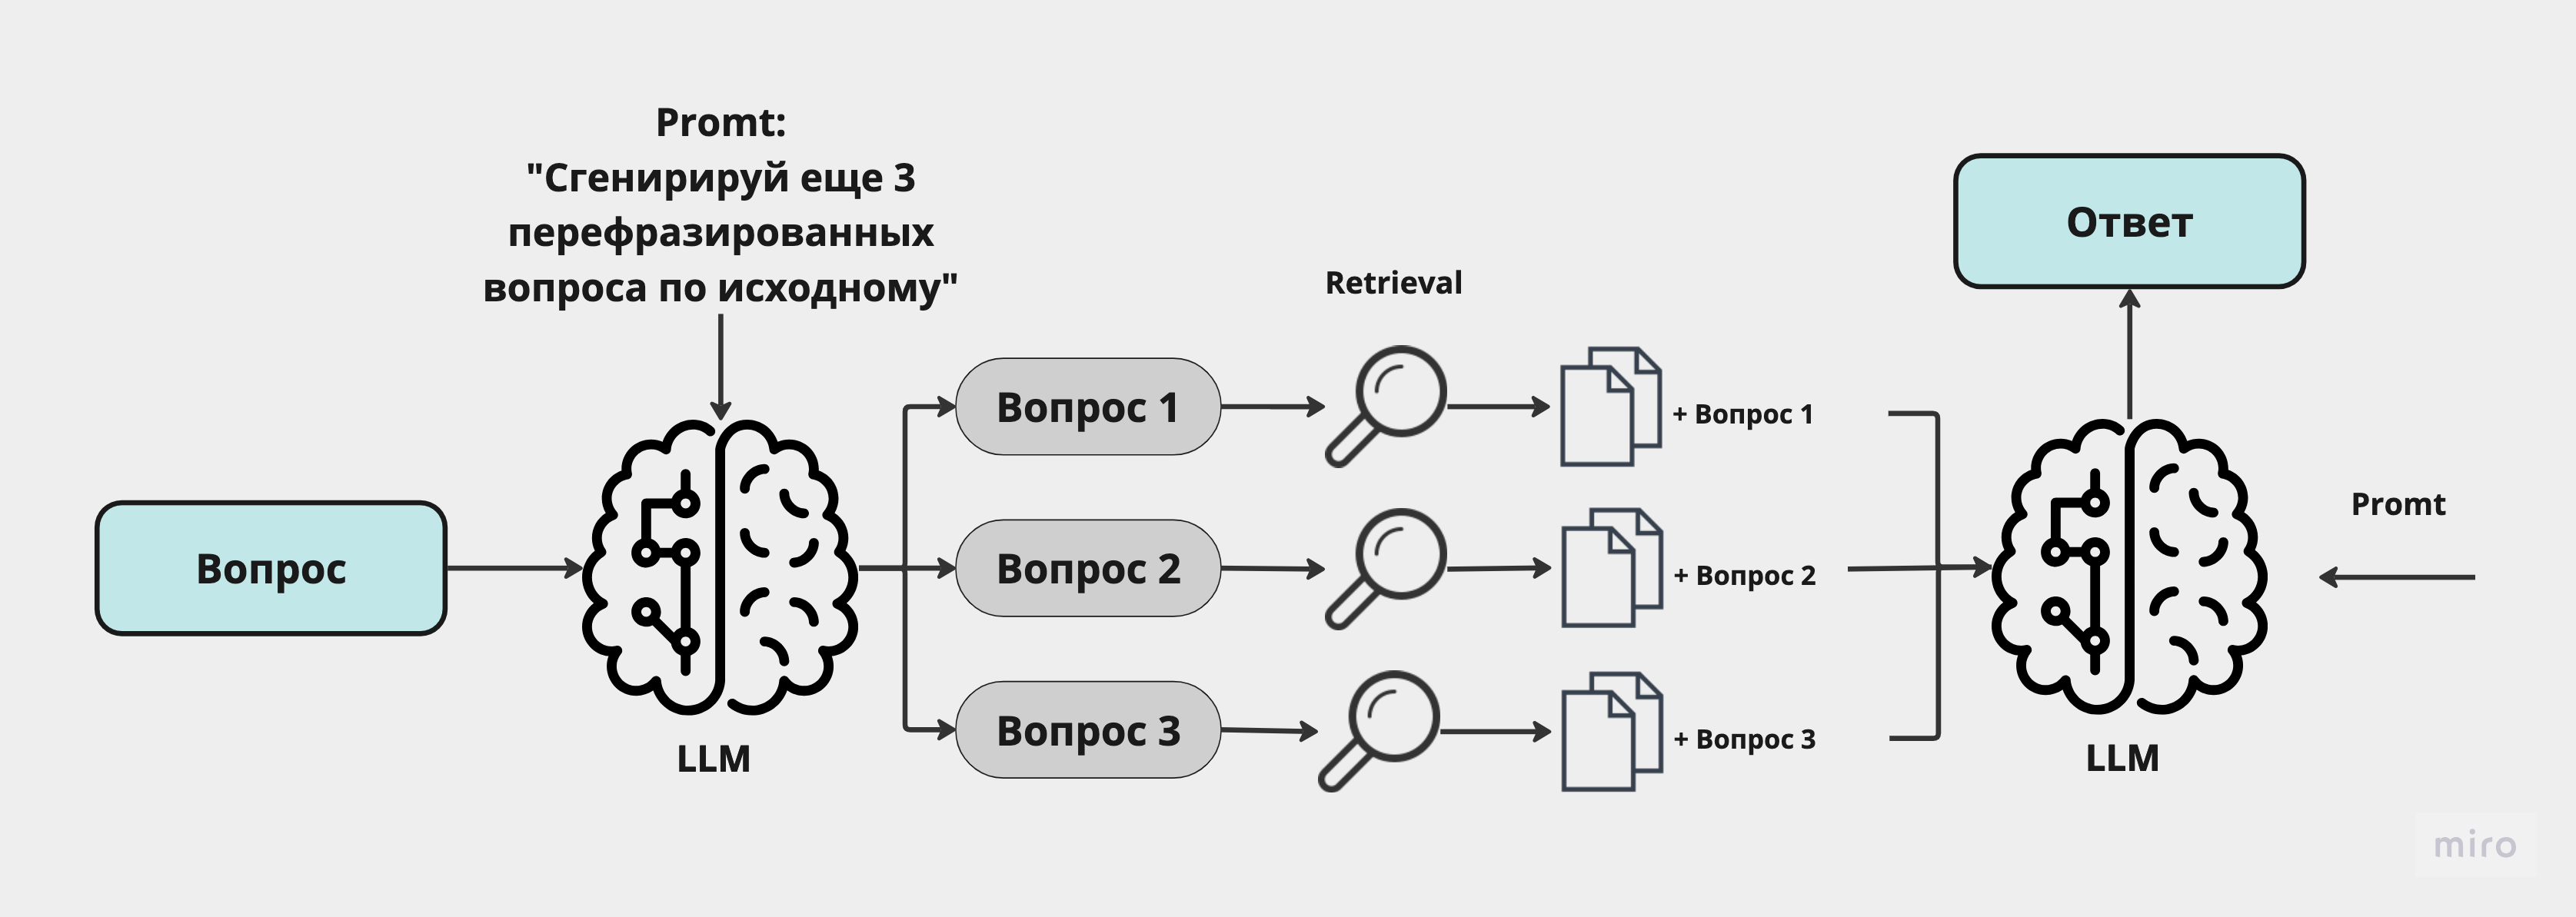 Promt:
"Сгенирируй еще 3
перефразированных
вопроса по исходному"
Ответ
Retrieval
Вопрос 1
+ Вопрос 1
Promt
Вопрос
Вопрос 2
+ Вопрос 2
Вопрос 3
+ Вопрос 3
LLM
LLM
miro